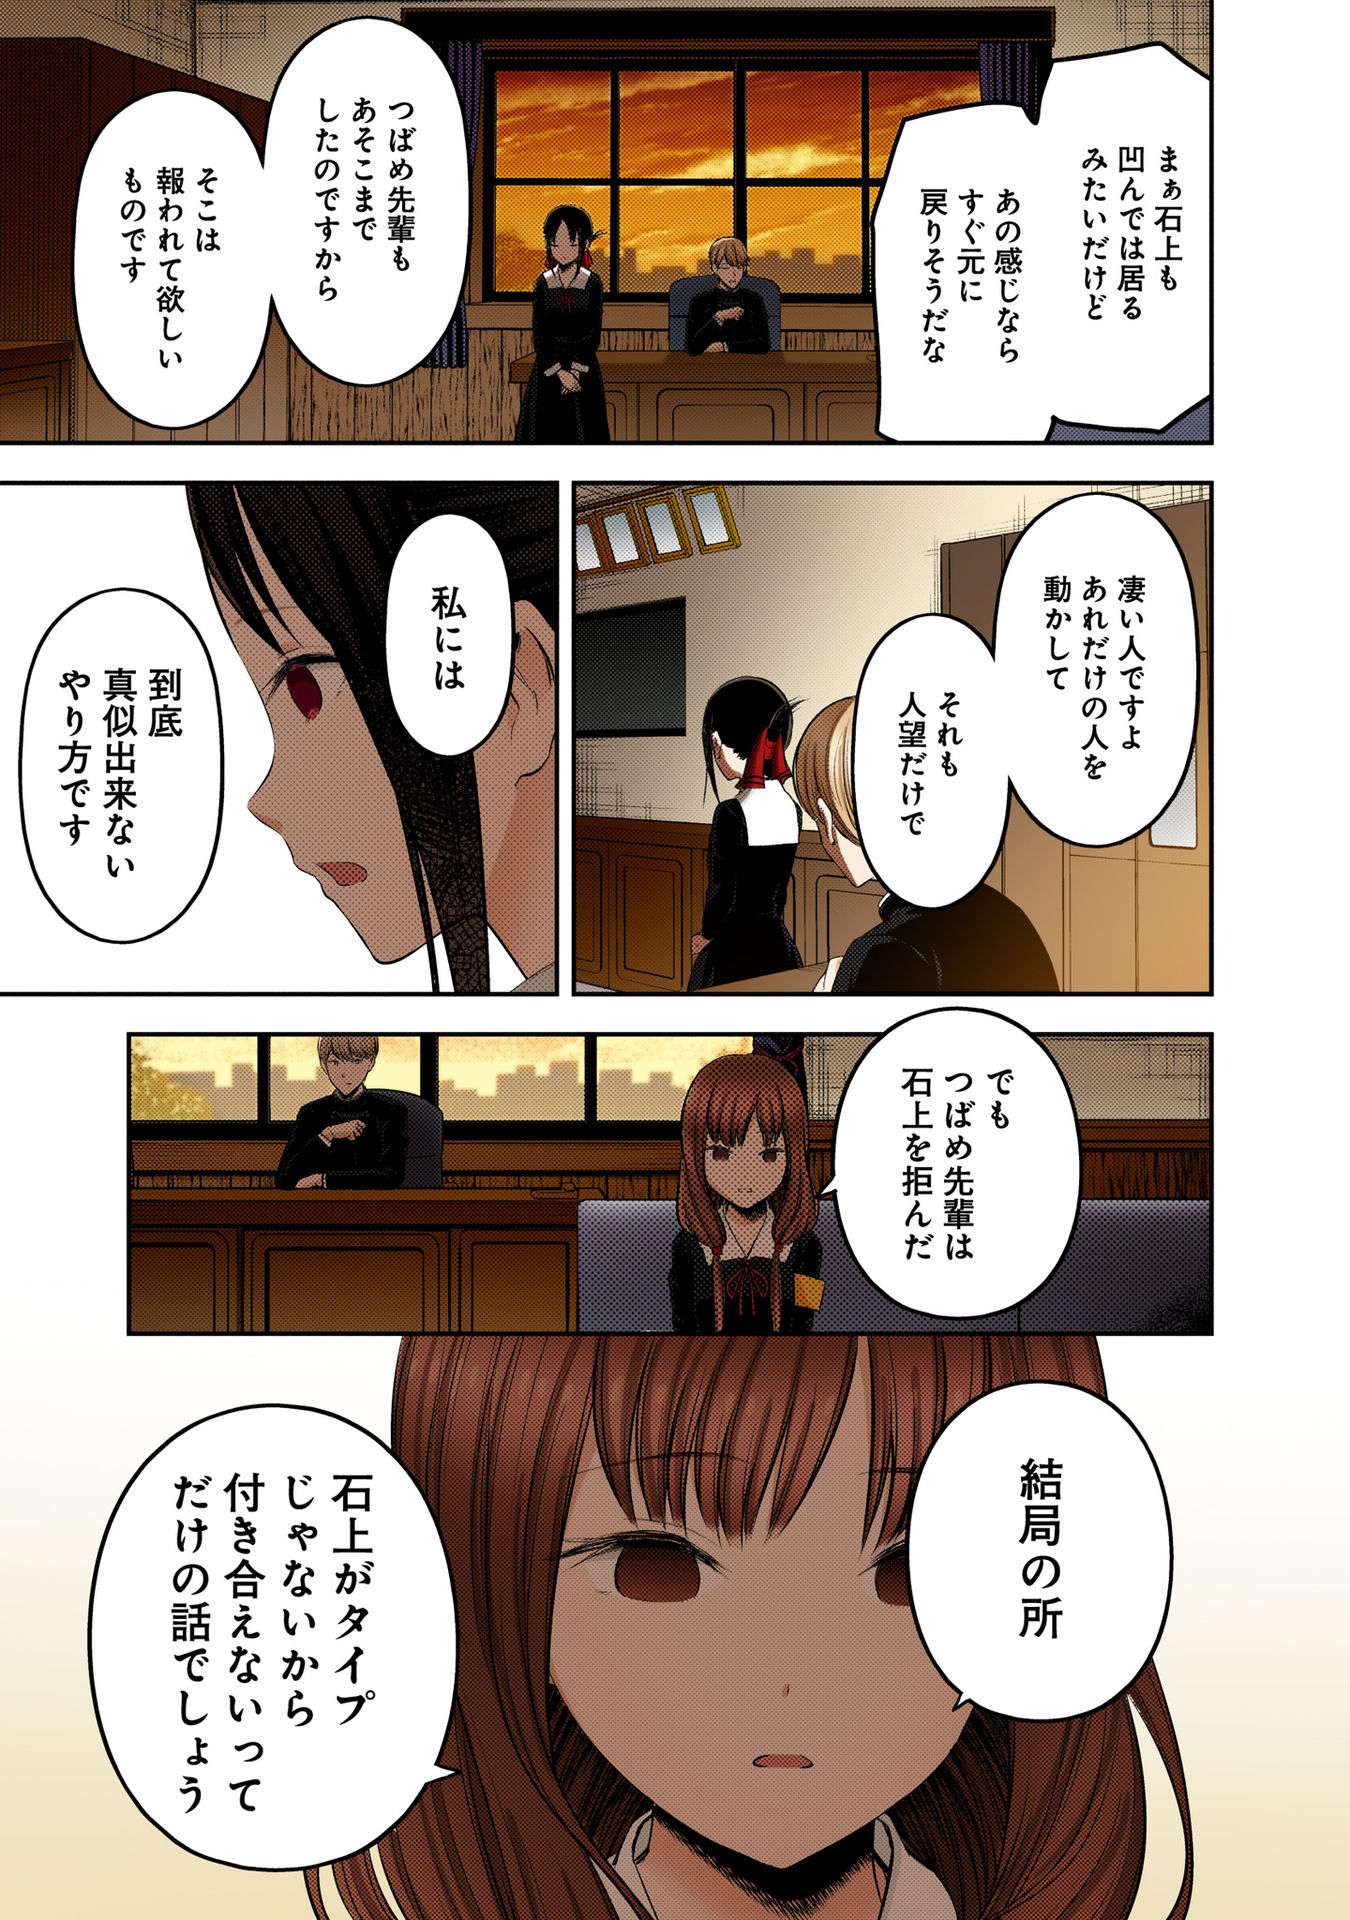 まぁ石上も
凹んでは居る
みたいだけど
あの感じなら
すぐ元に
戻りそうだな
つばめ先輩も
あそこまで
したのですから
そこは
報われて欲しい
ものです
凄い人ですよ
あれだけの人を
動かして
それも
人望だけで
私には
到底
真似出来ない
やり方です
でも
つばめ先輩は
石上を拒んだ
結局の所
石上がタイプ
じゃないから
付き合えないって
だけの話でしょう